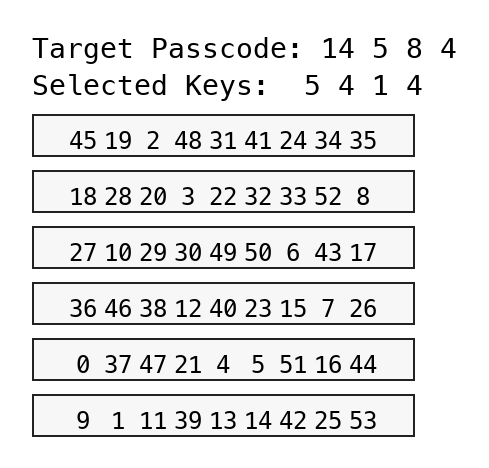 Target Passcode: 14 5 8 4
Selected Keys: 5 4 1 4
45 19 2 48 31 41 24 34 35
18 28 20 3 22 32 33 52 8
27 10 29 30 49 50 6 43 17
36 46 38 12 40 23 15 7 26
0 37 47 21 4 5 51 16 44
9 1 11 39 13 14 42 25 53